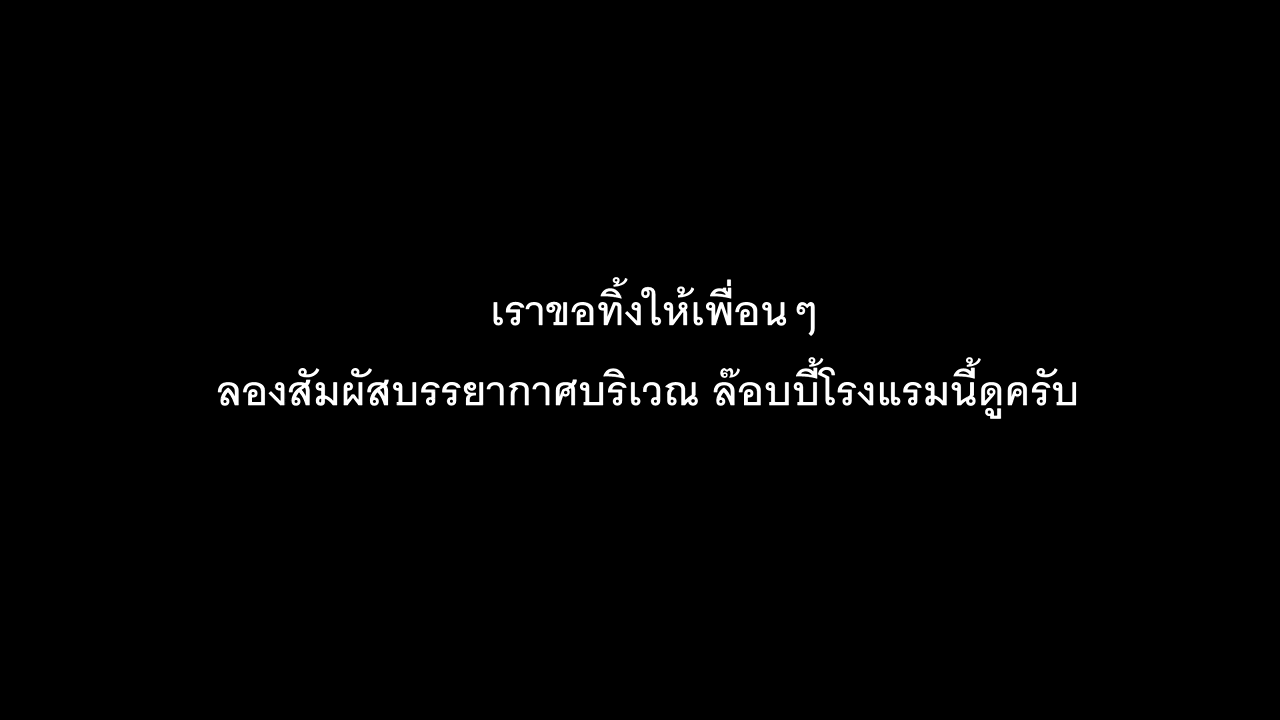 เราขอทิ้งให้เพื่อนๆ
ลองสัมผัสบรรยากาศบริเวณ ล๊อบบี้โรงแรมนี้ดูครับ